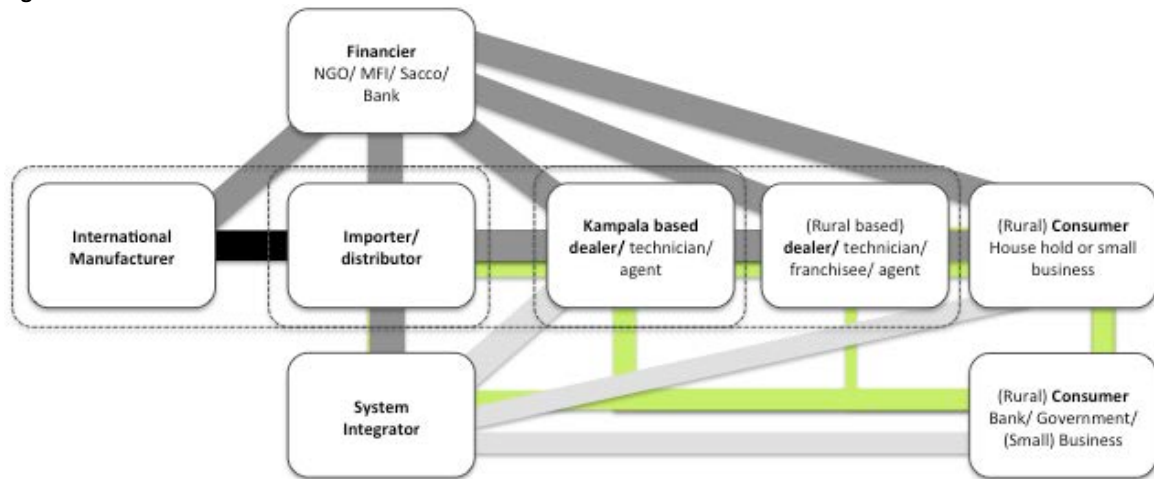 Financier
NGO/ MFI/ Sacco/
Bank
International
Manufacturer
Importer/
distributor
Kampala based
dealer/ technician/
agent
(Rural based)
dealer/ technician/
franchisee/ agent
(Rural) Consumer
House hold or small
business
System
Integrator
(Rural) Consumer
Bank/ Government/
(Small) Business